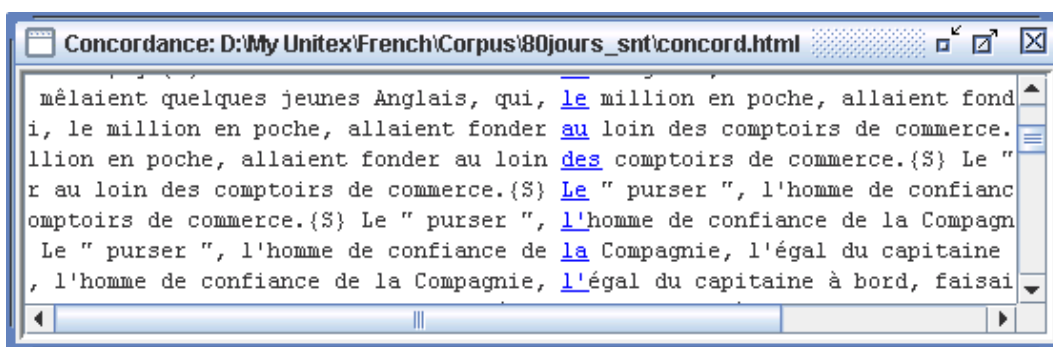 Concordance: D:\My Unitex\French\Corpus\80jours_snt\concord.html
mêlaient quelques jeunes Anglais, qui, le million en poche, allaient fond
i, le million en poche, allaient fonder au loin des comptoirs de commerce.
llion en poche, allaient fonder au loin des comptoirs de commerce.{S} Le "
r au loin des comptoirs de commerce.{S} Le " purser ", l'homme de confianc
omptoirs de commerce.{S} Le " purser ", l'homme de confiance de la Compagn
Le " purser ", l'homme de confiance de la Compagnie, l'égal du capitaine
, l'homme de confiance de la Compagnie, l'égal du capitaine à bord, faisai